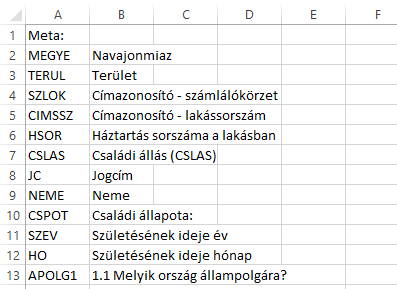 A B C D E F
1 Meta:
2 MEGYE Navajonmiaz
3 TERUL Terület
4 SZLOK Címazonosító - számlálókörzet
5 CIMSSZ Címazonosító - lakássorszám
6 HSOR Háztartás sorszáma a lakásban
7 CSLAS Családi állás (CSLAS)
8 JC Jogcím
9 NEME Neme
10 CSPOT Családi állapota:
11 SZEV Születésének ideje év
12 HO Születésének ideje hónap
13 APOLG1 1.1 Melyik ország állampolgára?